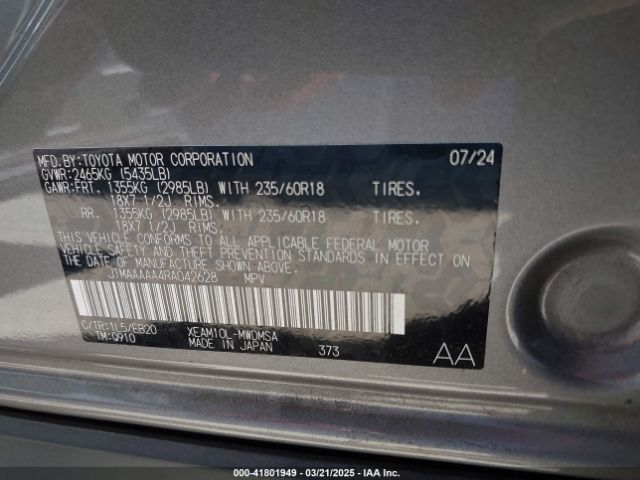 MFD.BY:TOYOTA MOTOR CORPORATION 07/24
GVWR:2465KG (5435LB)
GAWR:FRT. 1355KG (2985LB) WITH 235/60R18 TIRES.
18X7 1/2J RIMS.
RR. 1355KG (2985LB) WITH 235/60R18 TIRES.
18X7 1/2J RIMS.
THIS VEHICLE CONFORMS TO ALL APPLICABLE FEDERAL MOTOR
VEHICLE SAFETY AND THEFT PREVENTION STANDARDS IN EFFECT ON
THE DATE OF MANUFACTURE SHOWN ABOVE.
JTMAAAAA4RA042628 MPV
C/TR:1L5/EB20 XEAM10L-MWDMSA
TM:Q910 MADE IN JAPAN 373 AA
000-41801949 - 03/21/2025 - IAA Inc.